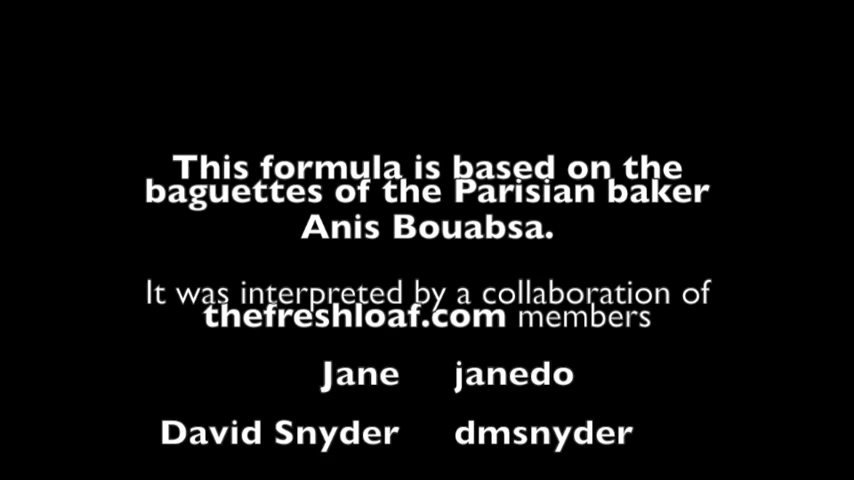 This formula is based on the
baguettes of the Parisian baker
Anis Bouabsa.
It was interpreted by a collaboration of
thefreshloaf.com members
Jane janedo
David Snyder dmsnyder